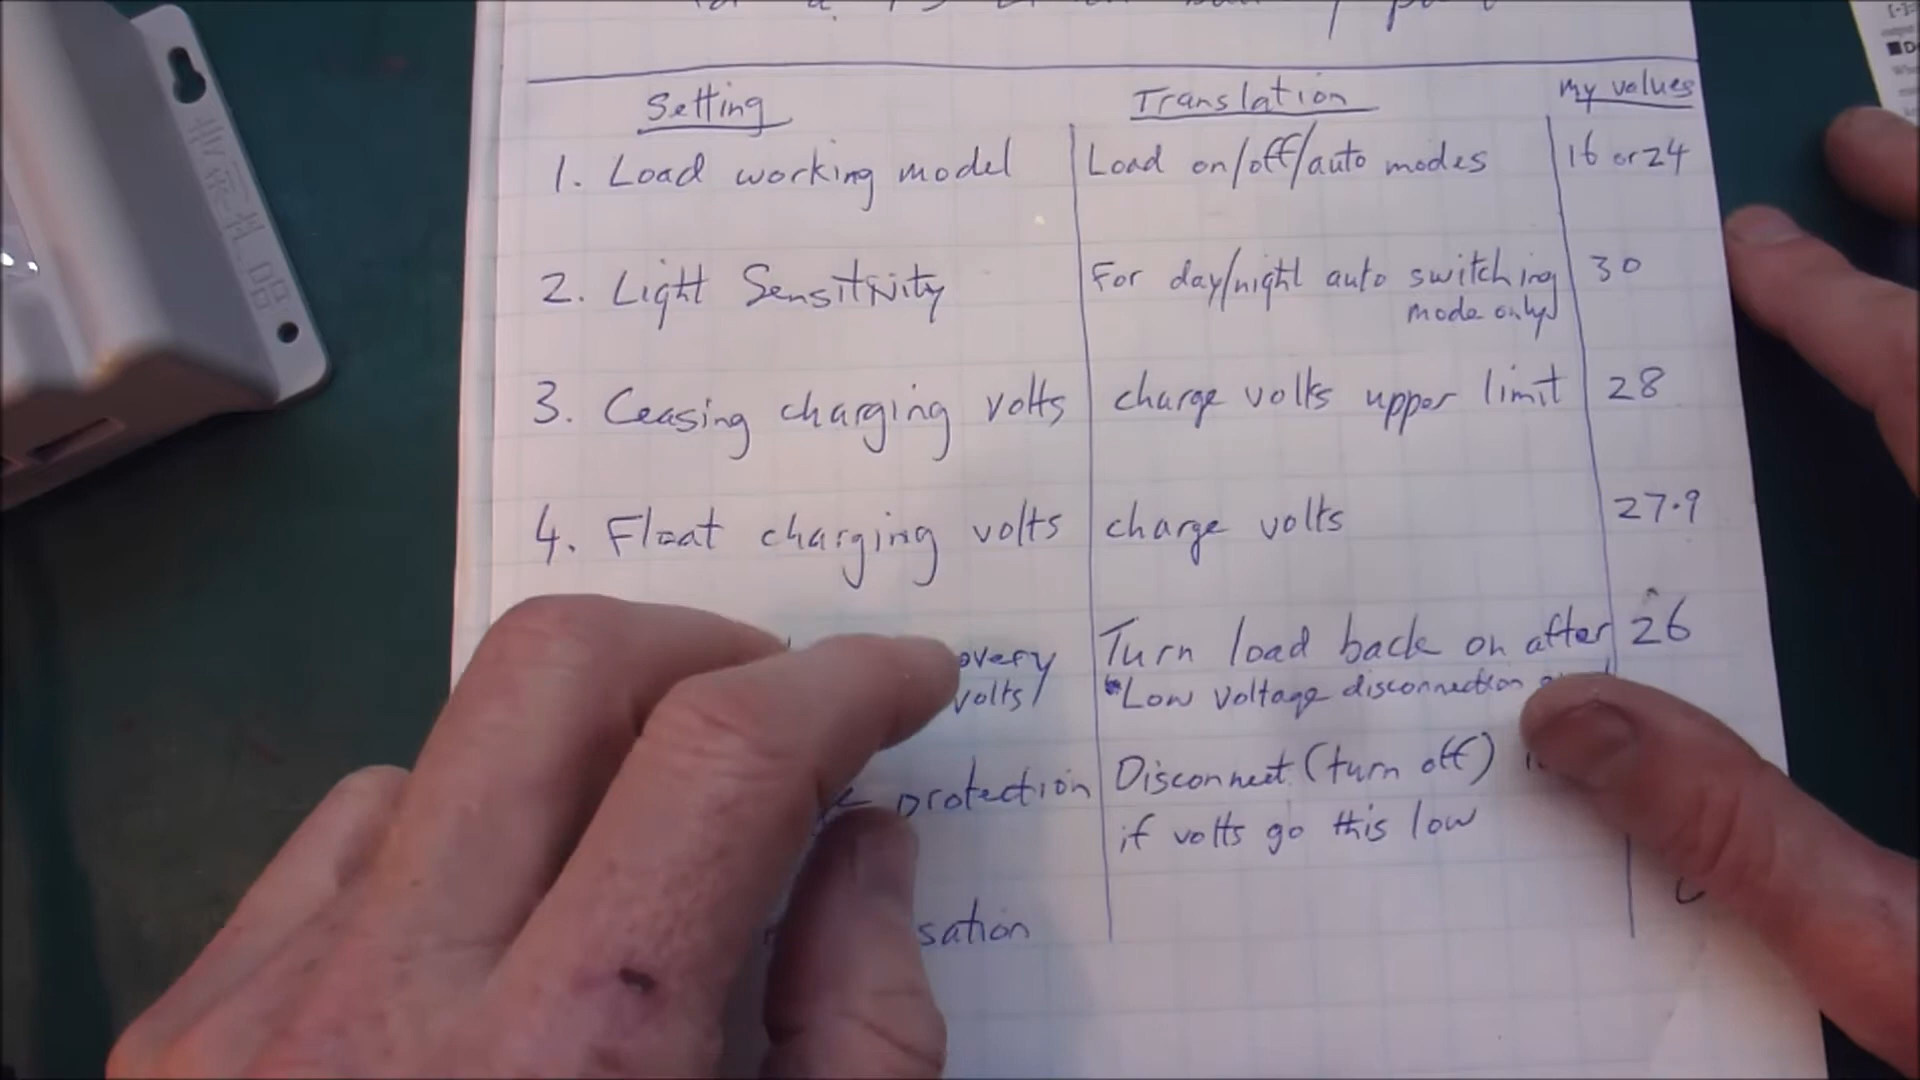 Setting Translation my values
1. Load working model Load on/off/auto modes 16 or 24
2. Light Sensitivity For day/night auto switching 30
mode only
3. Ceasing charging volts charge volts upper limit 28
4. Float charging volts charge volts 27.9
Turn load back on after 26
volts "Low voltage disconnection
protection Disconnect (turn off)
if volts go this low